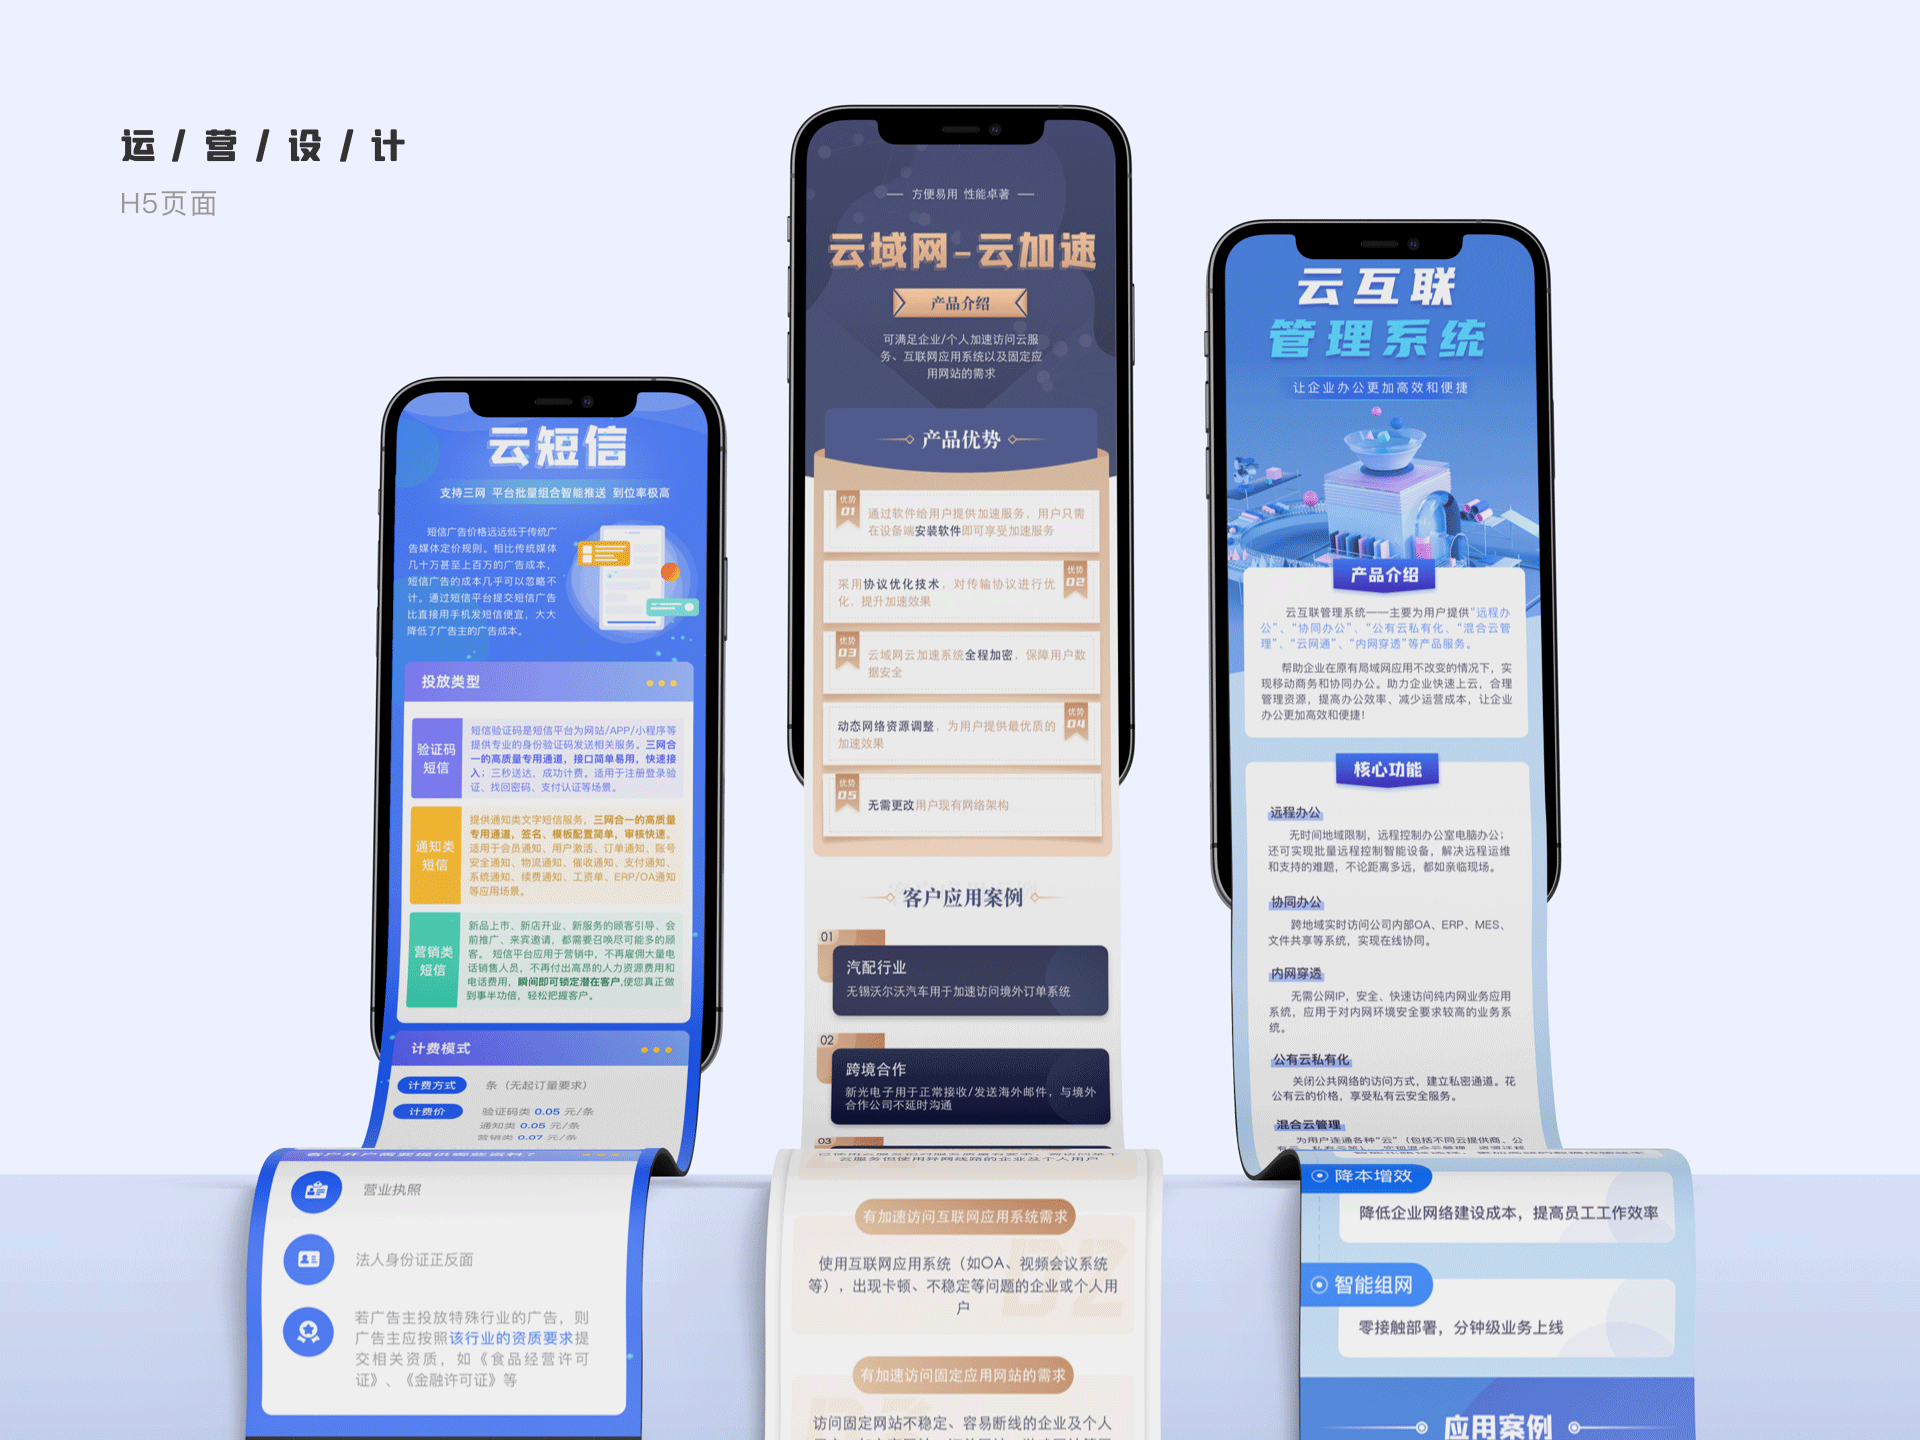 运/营/设/计
H5页面
云短信
支持三网 平台批量组合智能推送 到位率极高
短信广告价格远远低于传统广
告媒体定价规则。相比传统媒体
几十万甚至上百万的广告成本，
短信广告的成本几乎可以忽略不
计。通过短信平台提交短信广告
比直接用手机发短信便宜，大大
降低了广告主的广告成本。
投放类型
验证码
短信
短信验证码是短信平台为网站/APP/小程序等
提供专业的身份验证码发送相关服务。三网合
一的高质量专用通道，接口简单易用，快速接
入；三秒送达，成功计费。适用于注册登录验
证、找回密码、支付认证等场景。
通知类
短信
提供通知类文字短信服务，三网合一的高质量
专用通道，签名、模板配置简单，审核快速。
适用于会员通知、用户激活、订单通知、账号
安全通知、物流通知、催收通知、支付通知、
系统通知、续费通知、工资单、ERP/OA通知
等应用场景。
营销类
短信
新品上市、新店开业、新服务的顾客引导、会
前推广、来宾邀请，都需要召唤尽可能多的顾
客。 短信平台应用于营销中，不再雇佣大量电
话销售人员，不再付出高昂的人力资源费用和
电话费用，瞬间即可锁定潜在客户,使您真正做
到事半功倍，轻松把握客户。
计费模式
计费方式 条（无起订量要求）
计费价 验证码类 0.05 元/条
通知类 0.05 元/条
营销类 0.07 元/条
客户开户需要提供哪些资料？
营业执照
法人身份证正反面
若广告主投放特殊行业的广告，则
广告主应按照该行业的资质要求提
交相关资质，如《食品经营许可
证》、《金融许可证》等
方便易用 性能卓著
云域网-云加速
产品介绍
可满足企业/个人加速访问云服
务、互联网应用系统以及固定应
用网站的需求
产品优势
优势
01
通过软件给用户提供加速服务，用户只需
在设备端安装软件即可享受加速服务
优势
02
采用协议优化技术，对传输协议进行优
化，提升加速效果
优势
03
云域网云加速系统全程加密，保障用户数
据安全
优势
04
动态网络资源调整，为用户提供最优质的
加速效果
优势
05
无需更改用户现有网络架构
客户应用案例
01
汽配行业
无锡沃尔沃汽车用于加速访问境外订单系统
02
跨境合作
新光电子用于正常接收/发送海外邮件，与境外
合作公司不延时沟通
03
云服务但使用异网线路的企业及个人用户
有加速访问互联网应用系统需求
使用互联网应用系统（如OA、视频会议系统
等），出现卡顿、不稳定等问题的企业或个人用
户
有加速访问固定应用网站的需求
访问固定网站不稳定、容易断线的企业及个人
云互联
管理系统
让企业办公更加高效和便捷
产品介绍
云互联管理系统——主要为用户提供“远程办
公”、“协同办公”、“公有云私有化、“混合云管
理”、“云网通”、“内网穿透”等产品服务。
帮助企业在原有局域网应用不改变的情况下，实
现移动商务和协同办公。助力企业快速上云，合理
管理资源，提高办公效率、减少运营成本，让企业
办公更加高效和便捷！
核心功能
远程办公
无时间地域限制，远程控制办公室电脑办公；
还可实现批量远程控制智能设备，解决远程运维
和支持的难题，不论距离多远，都如亲临现场。
协同办公
跨地域实时访问公司内部OA、ERP、MES、
文件共享等系统，实现在线协同。
内网穿透
无需公网IP，安全、快速访问纯内网业务应用
系统，应用于对内网环境安全要求较高的业务系
统。
公有云私有化
关闭公共网络的访问方式，建立私密通道。花
公有云的价格，享受私有云安全服务。
混合云管理
为用户连通各种“云”（包括不同云提供商、公
降本增效
降低企业网络建设成本，提高员工工作效率
智能组网
零接触部署，分钟级业务上线
应用案例